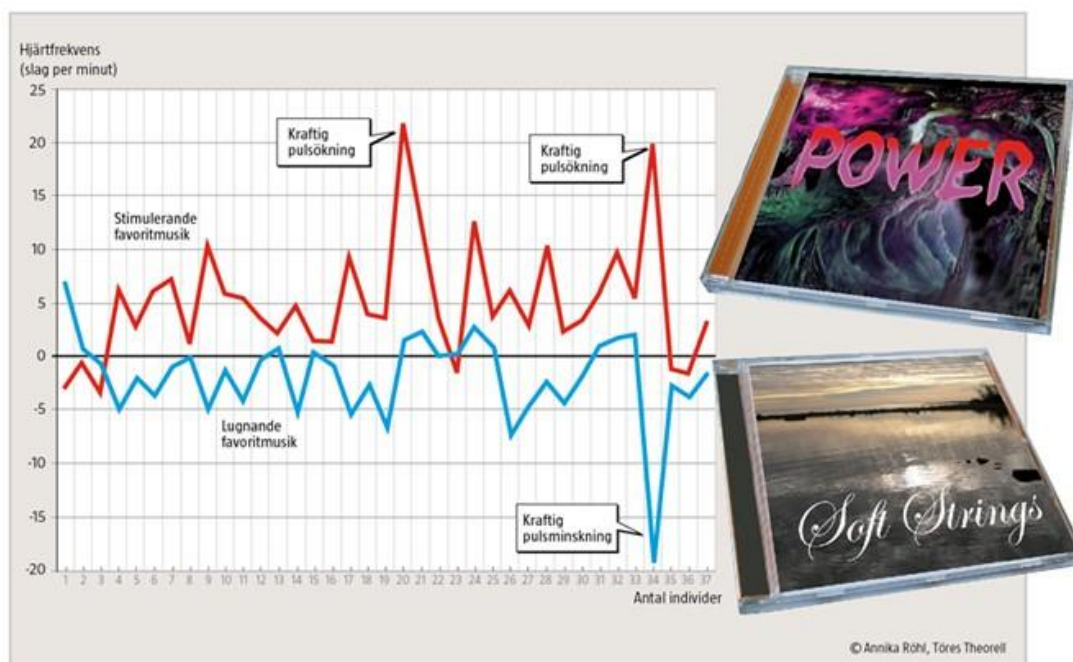 Hjärtfrekvens
(slag per minut)
25
20
15
10
5
0
-5
-10
-15
-20
Stimulerande
favoritmusik
Kraftig
pulsökning
Kraftig
pulsökning
Lugnande
favoritmusik
Kraftig
pulsminskning
1 2 3 4 5 6 7 8 9 10 11 12 13 14 15 16 17 18 19 20 21 22 23 24 25 26 27 28 29 30 31 32 33 34 35 36 37
Antal individer
POWER
Soft Strings
© Annika Röhl, Töres Theorell